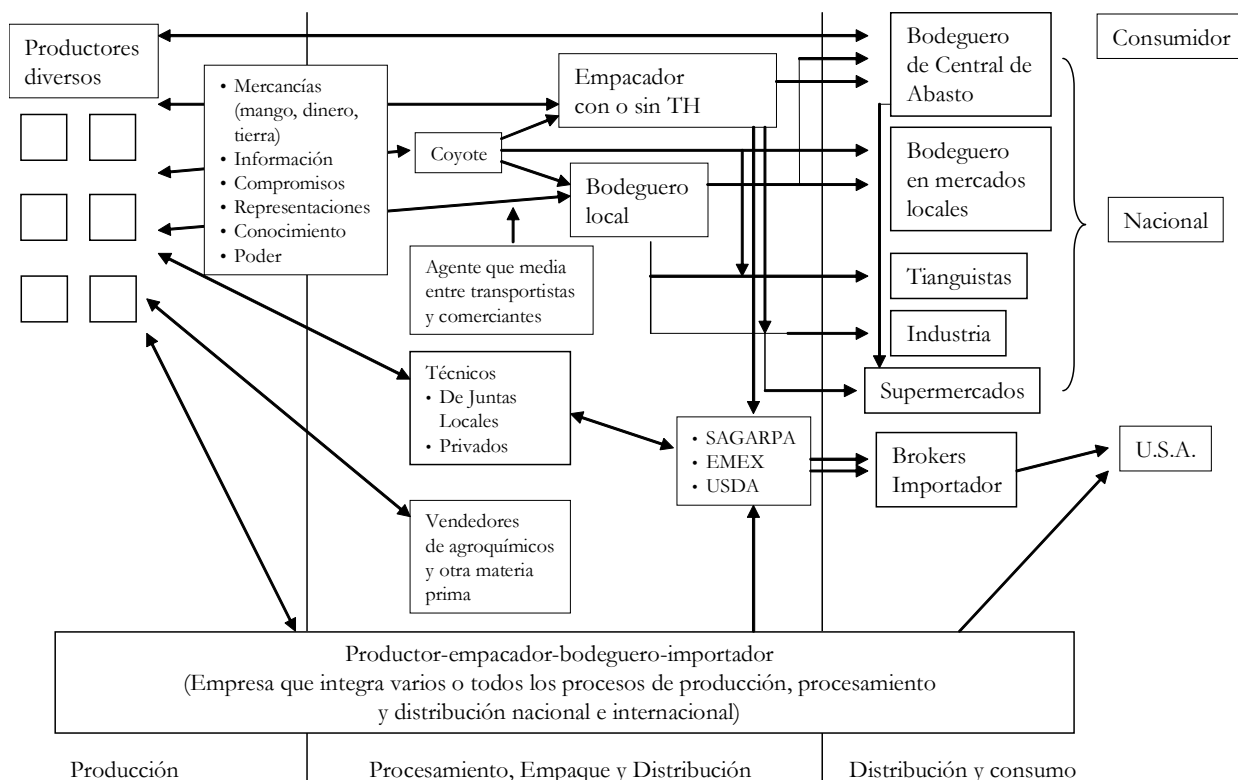 Productores
diversos
• Mercancías
(mango, dinero,
tierra)
• Información
• Compromisos
• Representaciones
• Conocimiento
• Poder
Empacador
con o sin TH
Coyote
Bodeguero
local
Agente que media
entre transportistas
y comerciantes
Técnicos
• De Juntas
Locales
• Privados
Vendedores
de agroquímicos
y otra materia
prima
• SAGARPA
• EMEX
• USDA
Bodeguero
de Central de
Abasto
Bodeguero
en mercados
locales
Tianguistas
Industria
Supermercados
Brokers
Importador
Consumidor
Nacional
U.S.A.
Productor-empacador-bodeguero-importador
(Empresa que integra varios o todos los procesos de producción, procesamiento
y distribución nacional e internacional)
Producción
Procesamiento, Empaque y Distribución
Distribución y consumo